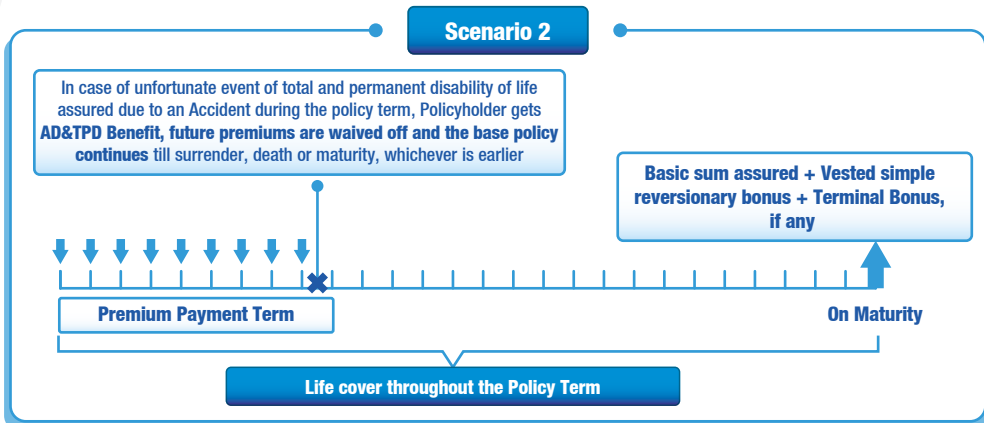 Scenario 2
In case of unfortunate event of total and permanent disability of life
assured due to an Accident during the policy term, Policyholder gets
AD&TPD Benefit, future premiums are waived off and the base policy
continues till surrender, death or maturity, whichever is earlier
Basic sum assured + Vested simple
reversionary bonus + Terminal Bonus,
if any
Premium Payment Term
On Maturity
Life cover throughout the Policy Term